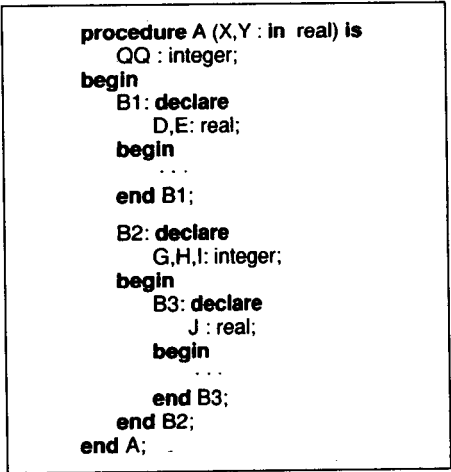 procedure A (X,Y : in real) is
QQ : integer;
begin
B1: declare
D,E: real;
begin
. . .
end B1;
B2: declare
G,H,I: integer;
begin
B3: declare
J : real;
begin
. . .
end B3;
end B2;
end A;